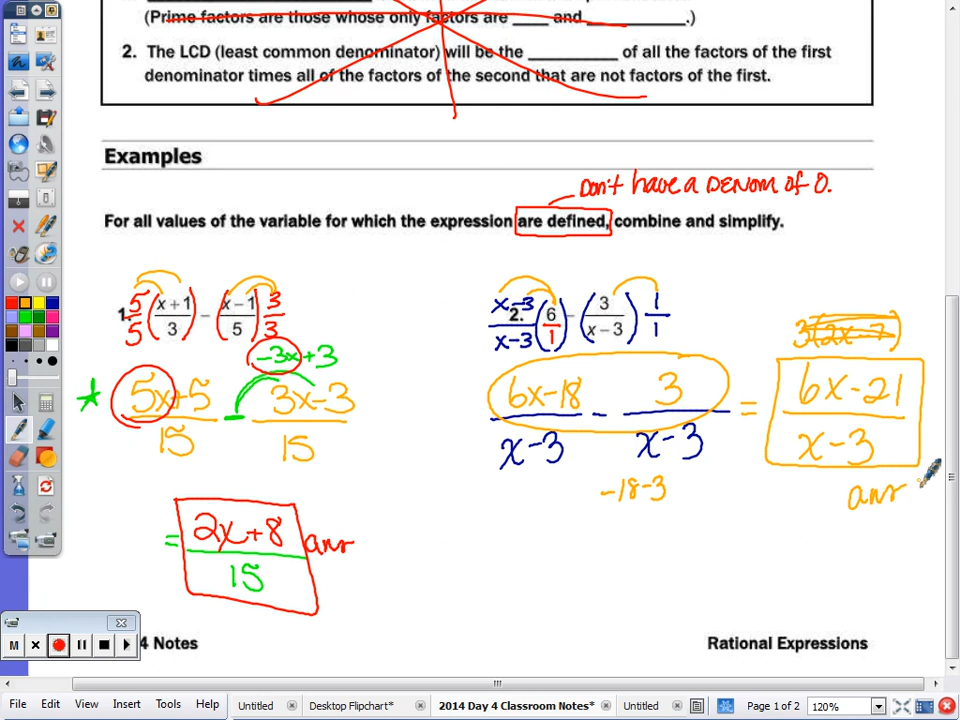 (Prime factors are those whose only factors are ____ and ____________.)
2. The LCD (least common denominator) will be the __________ of all the factors of the first
denominator times all of the factors of the second that are not factors of the first.
Examples
Don't have a Denom of 0.
For all values of the variable for which the expression are defined, combine and simplify.
1. 5/5 (x + 1 / 3) – (x – 1 / 5) 3/3
-3x + 3
5x+5 / 15 – 3x-3 / 15
= 2x+8 / 15 ans
2. x-3 / x-3 (6 / 1) – (3 / x – 3) 1/1
3(2x-7)
6x-18 / x-3 – 3 / x-3 = 6x-21 / x-3
-18-3
ans
4 Notes
Rational Expressions
M
File Edit View Insert Tools Help Untitled Desktop Flipchart* 2014 Day 4 Classroom Notes* Untitled Page 1 of 2 120%